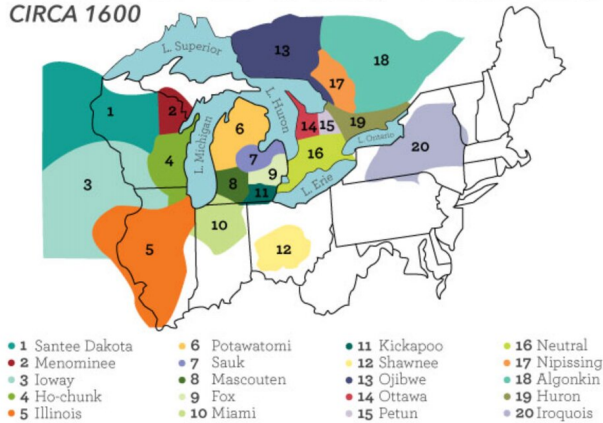 CIRCA 1600
L. Superior
13
18
17
1
2
L. Huron
L. Michigan
6
14
15
19
L. Ontario
20
4
7
16
3
8
9
11
L. Erie
10
5
12
1 Santee Dakota
2 Menominee
3 Ioway
4 Ho-chunk
5 Illinois
6 Potawatomi
7 Sauk
8 Mascouten
9 Fox
10 Miami
11 Kickapoo
12 Shawnee
13 Ojibwe
14 Ottawa
15 Petun
16 Neutral
17 Nipissing
18 Algonkin
19 Huron
20 Iroquois